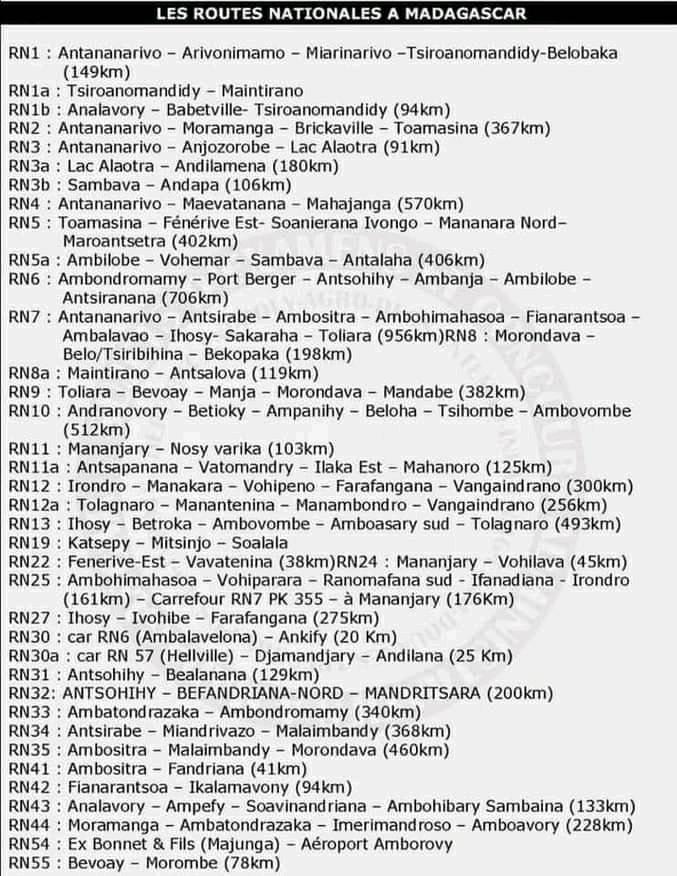 LES ROUTES NATIONALES A MADAGASCAR
RN1 : Antananarivo – Arivonimamo – Miarinarivo –Tsiroanomandidy-Belobaka
(149km)
RN1a : Tsiroanomandidy – Maintirano
RN1b : Analavory – Babetville- Tsiroanomandidy (94km)
RN2 : Antananarivo – Moramanga – Brickaville – Toamasina (367km)
RN3 : Antananarivo – Anjozorobe – Lac Alaotra (91km)
RN3a : Lac Alaotra – Andilamena (180km)
RN3b : Sambava – Andapa (106km)
RN4 : Antananarivo – Maevatanana – Mahajanga (570km)
RN5 : Toamasina – Fénérive Est- Soanierana Ivongo – Mananara Nord–
Maroantsetra (402km)
RN5a : Ambilobe – Vohemar – Sambava – Antalaha (406km)
RN6 : Ambondromamy – Port Berger – Antsohihy – Ambanja – Ambilobe –
Antsiranana (706km)
RN7 : Antananarivo – Antsirabe – Ambositra – Ambohimahasoa – Fianarantsoa –
Ambalavao – Ihosy- Sakaraha – Toliara (956km)RN8 : Morondava –
Belo/Tsiribihina – Bekopaka (198km)
RN8a : Maintirano – Antsalova (119km)
RN9 : Toliara – Bevoay – Manja – Morondava – Mandabe (382km)
RN10 : Andranovory – Betioky – Ampanihy – Beloha – Tsihombe – Ambovombe
(512km)
RN11 : Mananjary – Nosy varika (103km)
RN11a : Antsapanana – Vatomandry – Ilaka Est – Mahanoro (125km)
RN12 : Irondro – Manakara – Vohipeno – Farafangana – Vangaindrano (300km)
RN12a : Tolagnaro – Manantenina – Manambondro – Vangaindrano (256km)
RN13 : Ihosy – Betroka – Ambovombe – Amboasary sud – Tolagnaro (493km)
RN19 : Katsepy – Mitsinjo – Soalala
RN22 : Fenerive-Est – Vavatenina (38km)RN24 : Mananjary – Vohilava (45km)
RN25 : Ambohimahasoa – Vohiparara – Ranomafana sud - Ifanadiana - Irondro
(161km) – Carrefour RN7 PK 355 – à Mananjary (176Km)
RN27 : Ihosy – Ivohibe – Farafangana (275km)
RN30 : car RN6 (Ambalavelona) – Ankify (20 Km)
RN30a : car RN 57 (Hellville) – Djamandjary – Andilana (25 Km)
RN31 : Antsohihy – Bealanana (129km)
RN32: ANTSOHIHY – BEFANDRIANA-NORD – MANDRITSARA (200km)
RN33 : Ambatondrazaka – Ambondromamy (340km)
RN34 : Antsirabe – Miandrivazo – Malaimbandy (368km)
RN35 : Ambositra – Malaimbandy – Morondava (460km)
RN41 : Ambositra – Fandriana (41km)
RN42 : Fianarantsoa – Ikalamavony (94km)
RN43 : Analavory – Ampefy – Soavinandriana – Ambohibary Sambaina (133km)
RN44 : Moramanga – Ambatondrazaka – Imerimandroso – Amboavory (228km)
RN54 : Ex Bonnet & Fils (Majunga) – Aéroport Amborovy
RN55 : Bevoay – Morombe (78km)